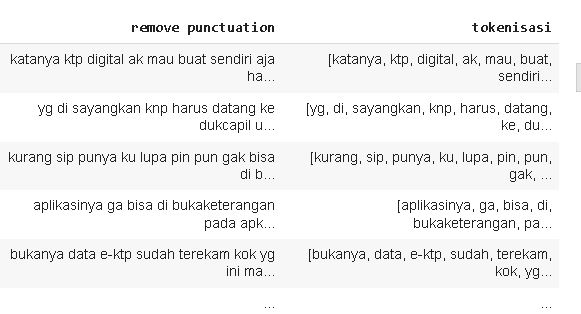 remove punctuation	tokenisasi
katanya ktp digital ak mau buat sendiri aja	[katanya, ktp, digital, ak, mau, buat,
ha...	sendiri...
yg di sayangkan knp harus datang ke	[yg, di, sayangkan, knp, harus, datang,
dukcapil u...	ke, du...
kurang sip punya ku lupa pin pun gak bisa	[kurang, sip, punya, ku, lupa, pin, pun,
di b...	gak, ...
aplikasinya ga bisa di bukaketerangan	[aplikasinya, ga, bisa, di,
pada apk...	bukaketerangan, pa...
bukanya data e-ktp sudah terekam kok yg	[bukanya, data, e-ktp, sudah, terekam,
ini ma...	kok, yg...
...	...